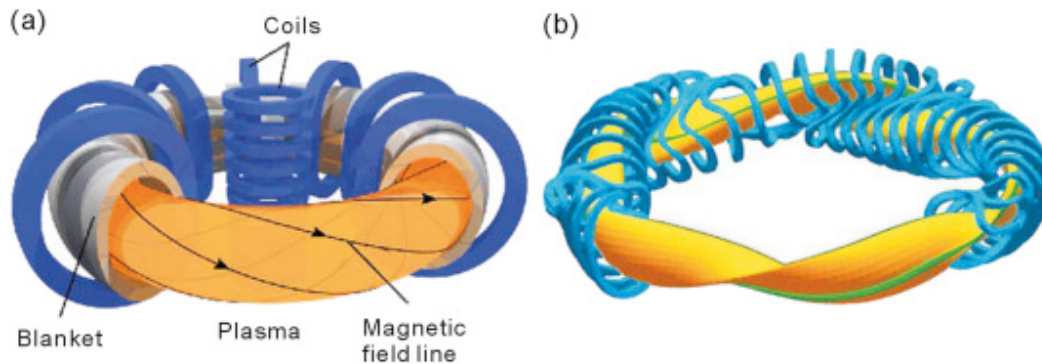 (a)
Coils
(b)
Blanket
Plasma
Magnetic
field line